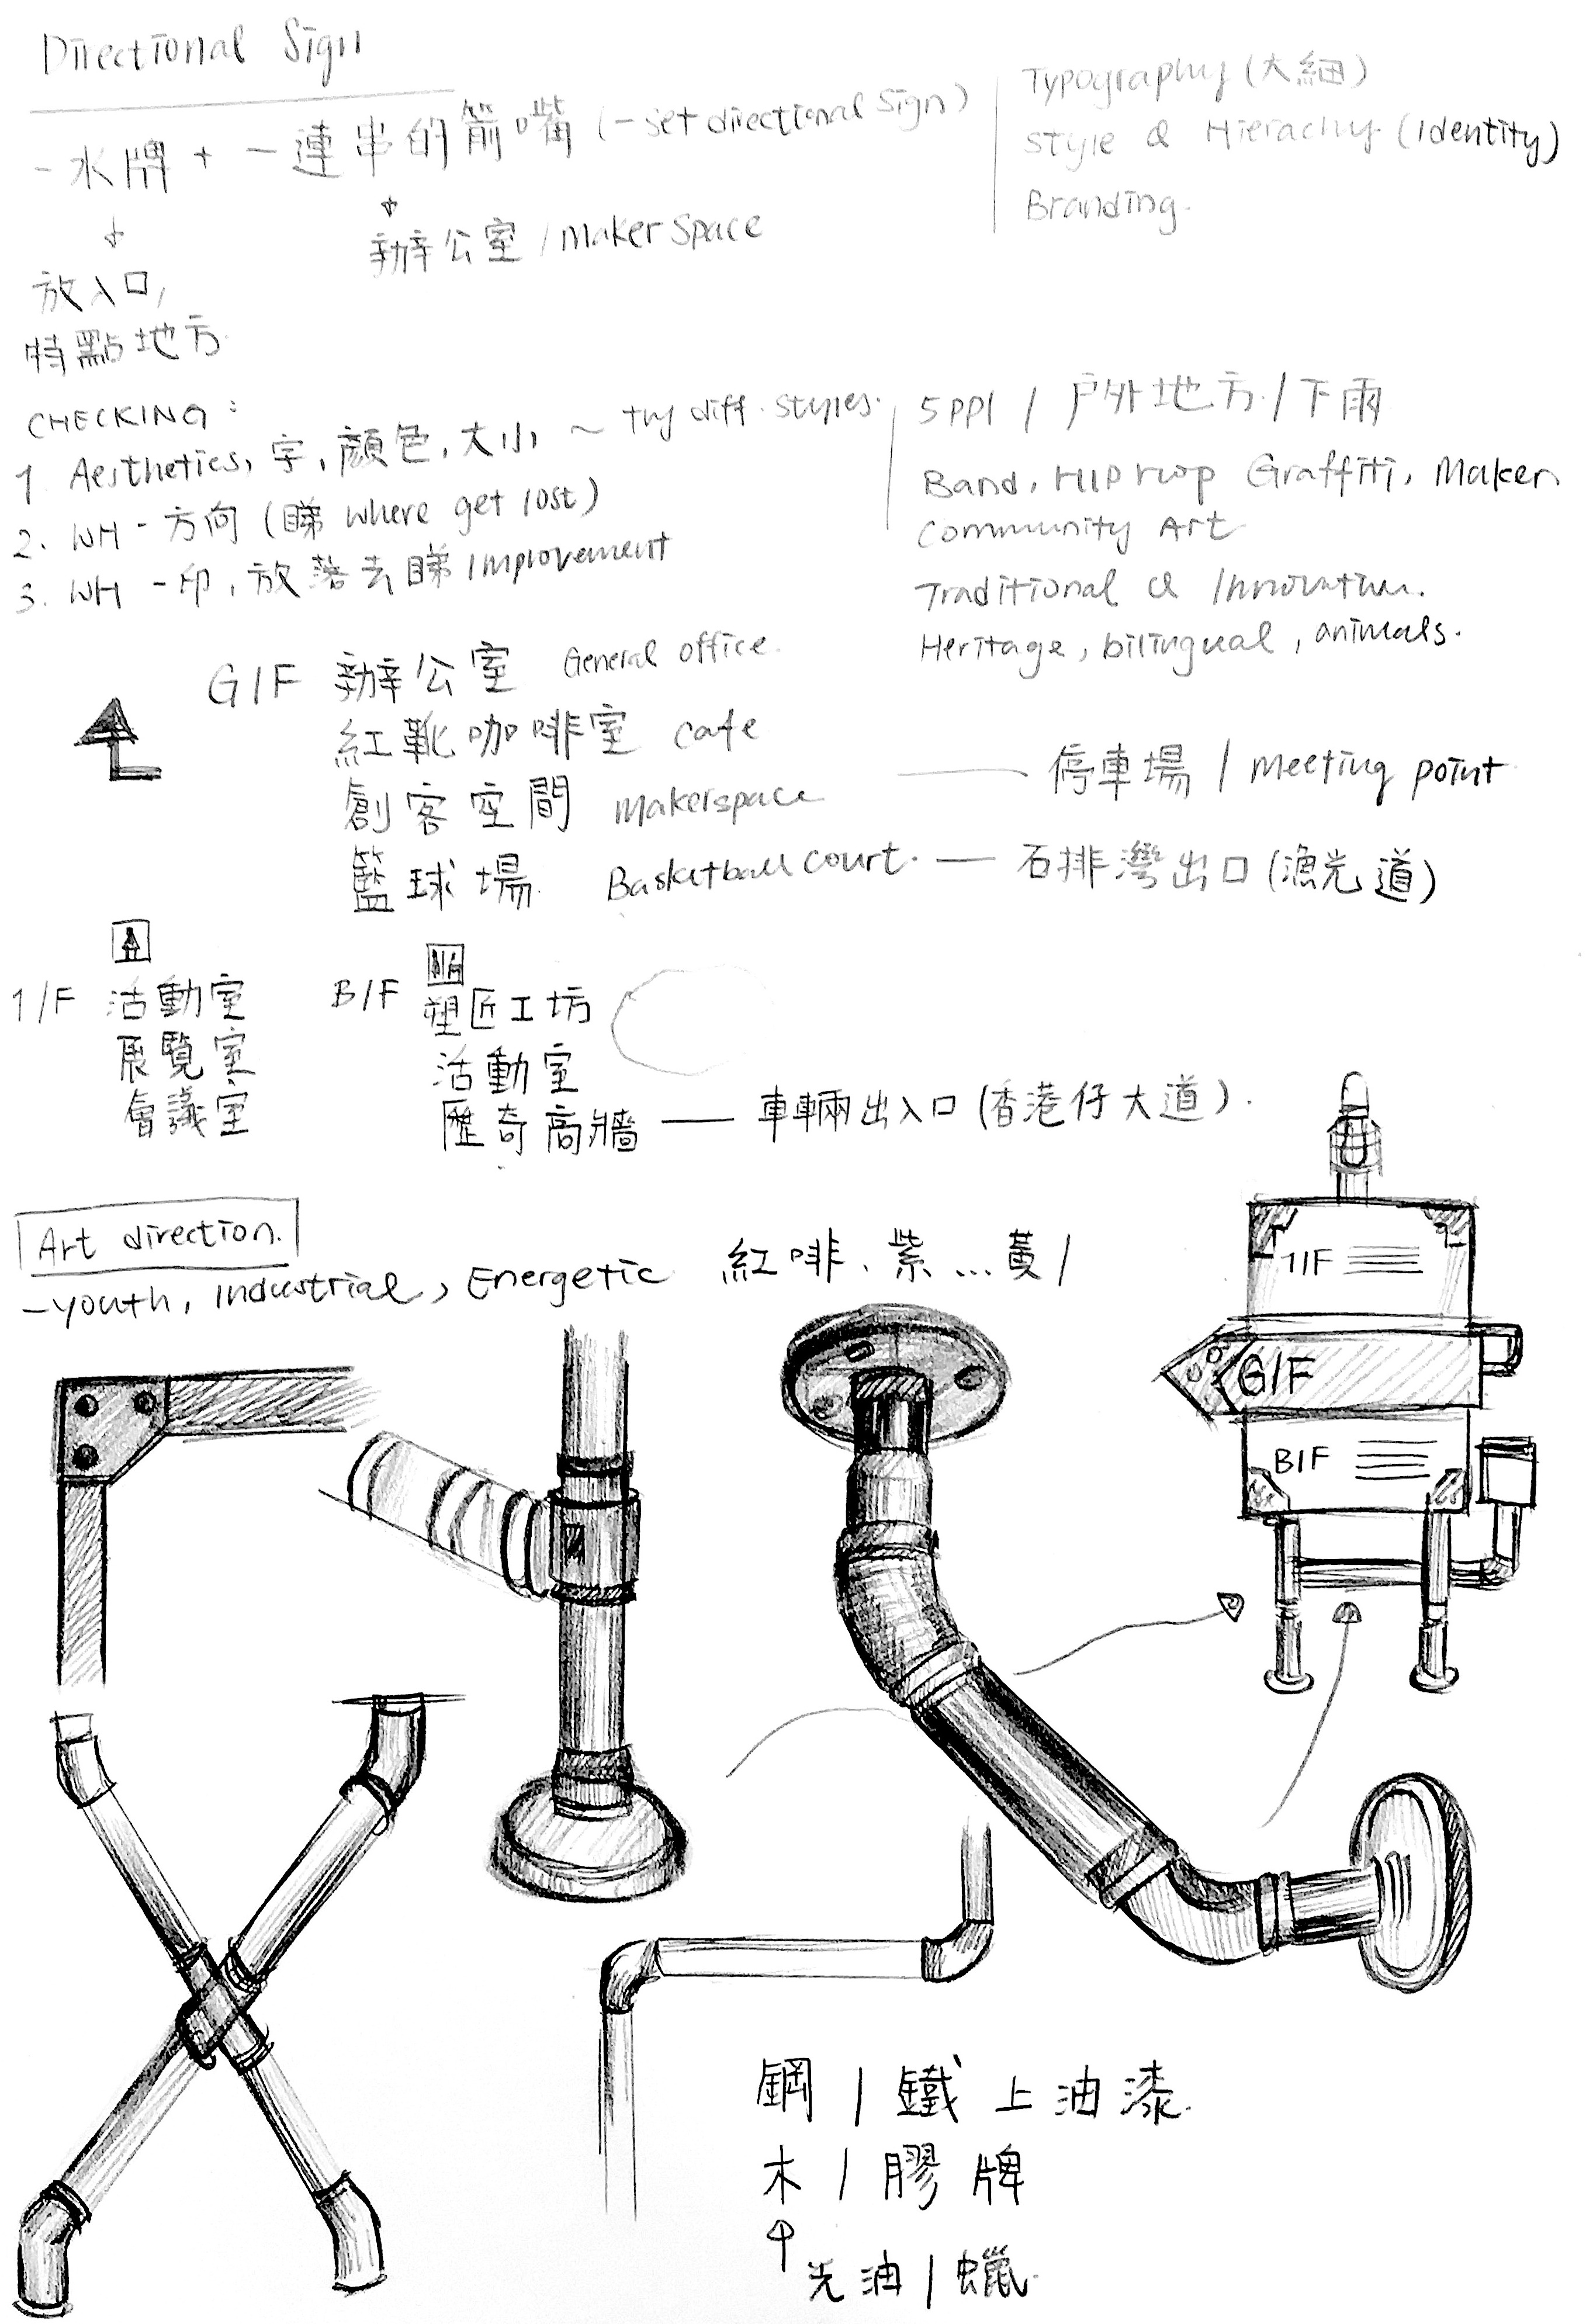 Directional Sign
- 水牌 + 一連串的箭嘴 (一set directional sign)
放入口,
特點地方.
辦公室 / Maker Space
Typography (大細)
Style & Hierachy (Identity)
Branding.
CHECKING :
1. Aesthetics, 字, 顏色, 大小, ~ try diff. styles.
2. WH - 方向 (睇 where get lost)
3. WH - 印, 放落去睇 Improvement
5 ppl / 戶外地方 / 下雨
Band, Hip Hop Graffiti, Maker
Community Art
Traditional & Innovation.
Heritage, bilingual, animals.
G/F 辦公室 General office.
紅靴咖啡室 cafe
創客空間 Makerspace — 停車場 / Meeting point
籃球場 Basketball court. — 石排灣出口 (漁光道)
1/F 活動室
展覽室
會議室
B/F 塑匠工坊
活動室
歷奇高牆 — 車輛出入口 (香港仔大道).
Art direction.
- youth, Industrial, Energetic 紅啡、紫...黃 /
1/F
G/F
B/F
鋼 / 鐵上油漆.
木 / 膠牌
光油 / 蠟.